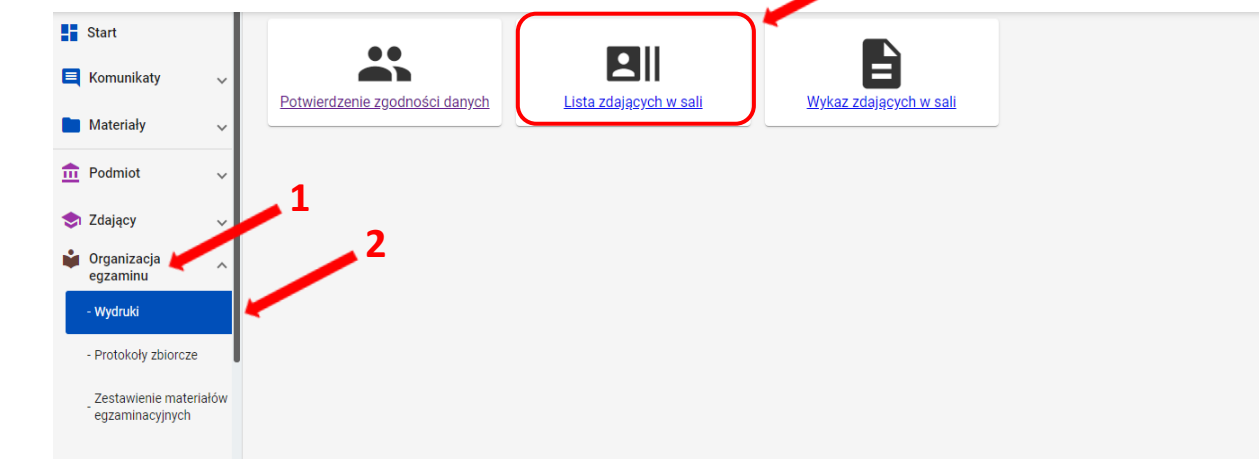 Start
Komunikaty
Materiały
Podmiot
Zdający
Organizacja
egzaminu
- Wydruki
- Protokoły zbiorcze
- Zestawienie materiałów
egzaminacyjnych
Potwierdzenie zgodności danych
Lista zdających w sali
Wykaz zdających w sali
1
2